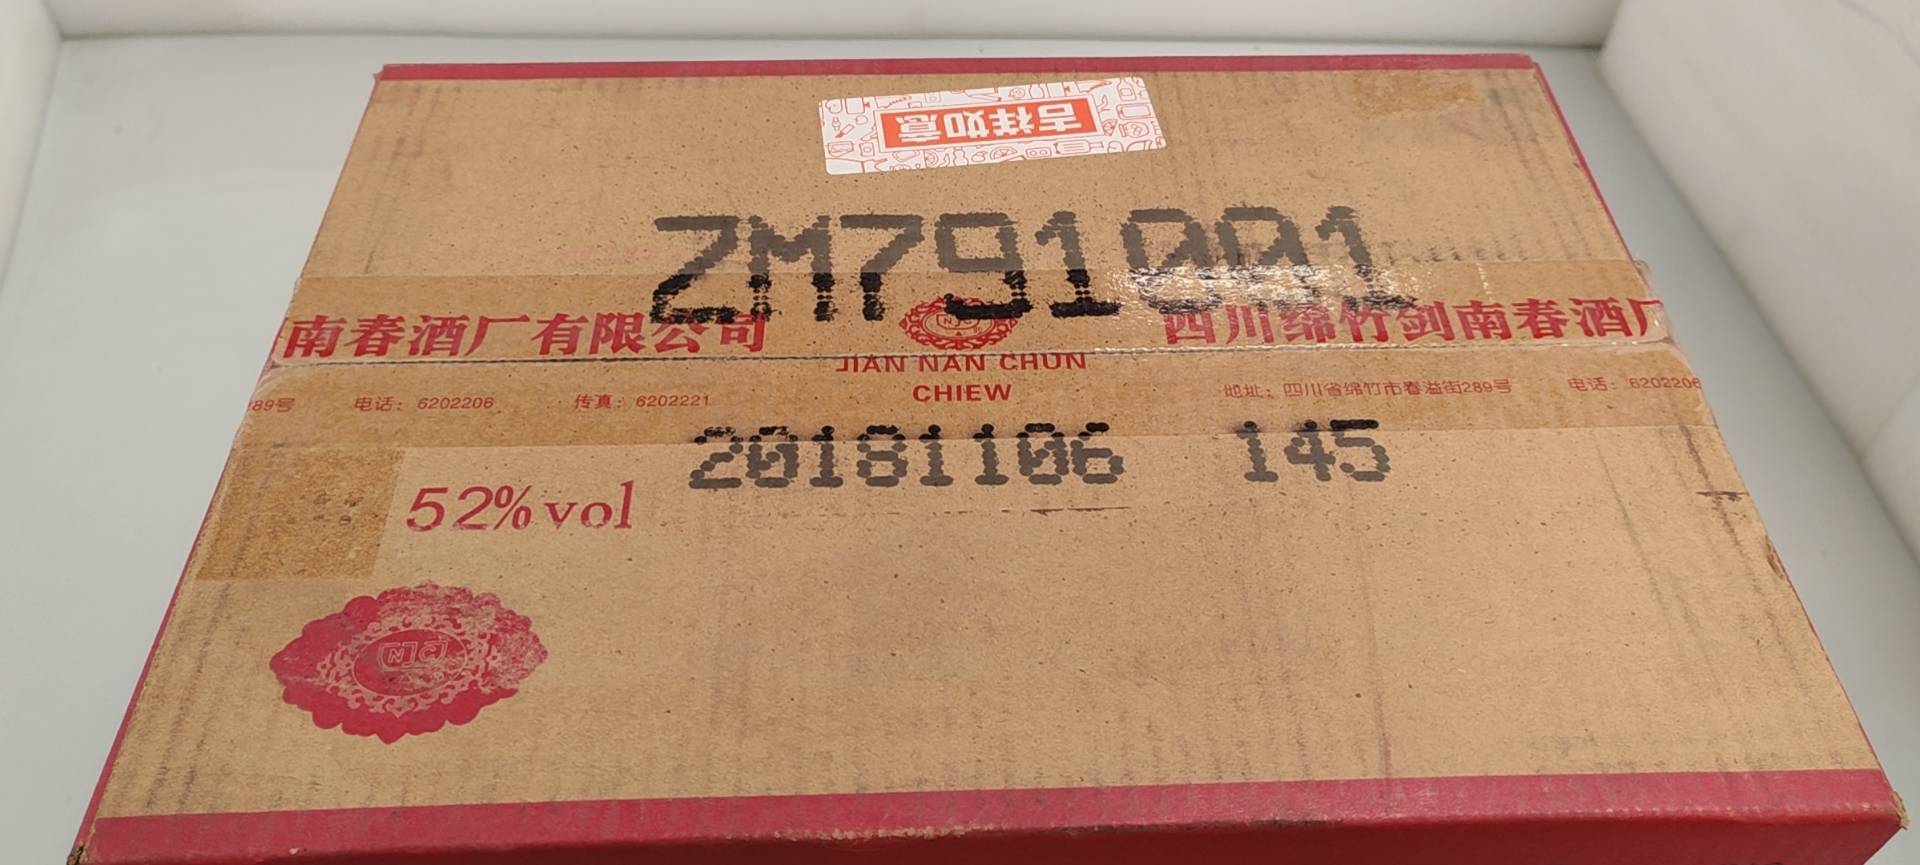 吉祥如意
ZM791001
南春酒厂有限公司
四川绵竹剑南春酒厂
JIAN NAN CHUN
CHIEW
89号 电话：6202206 传真：6202221
地址：四川省绵竹市春溢街289号 电话：6202206
20181106 145
52%vol